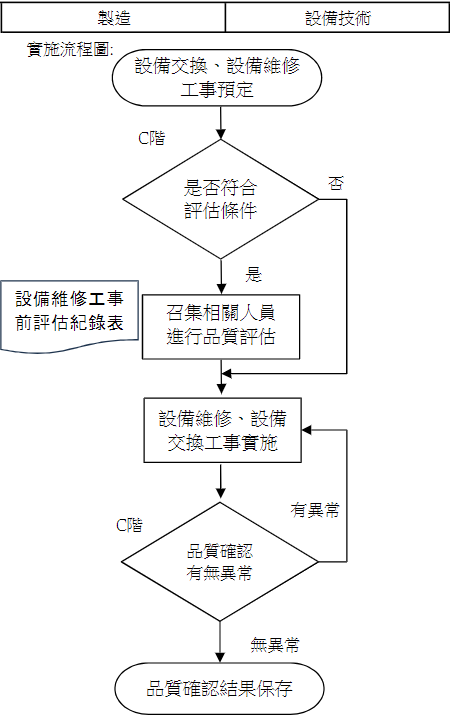 製造
設備技術
實施流程圖:
設備交換、設備維修
工事預定
C階
是否符合
評估條件
否
是
設備維修工事
前評估紀錄表
召集相關人員
進行品質評估
設備維修、設備
交換工事實施
有異常
C階
品質確認
有無異常
無異常
品質確認結果保存